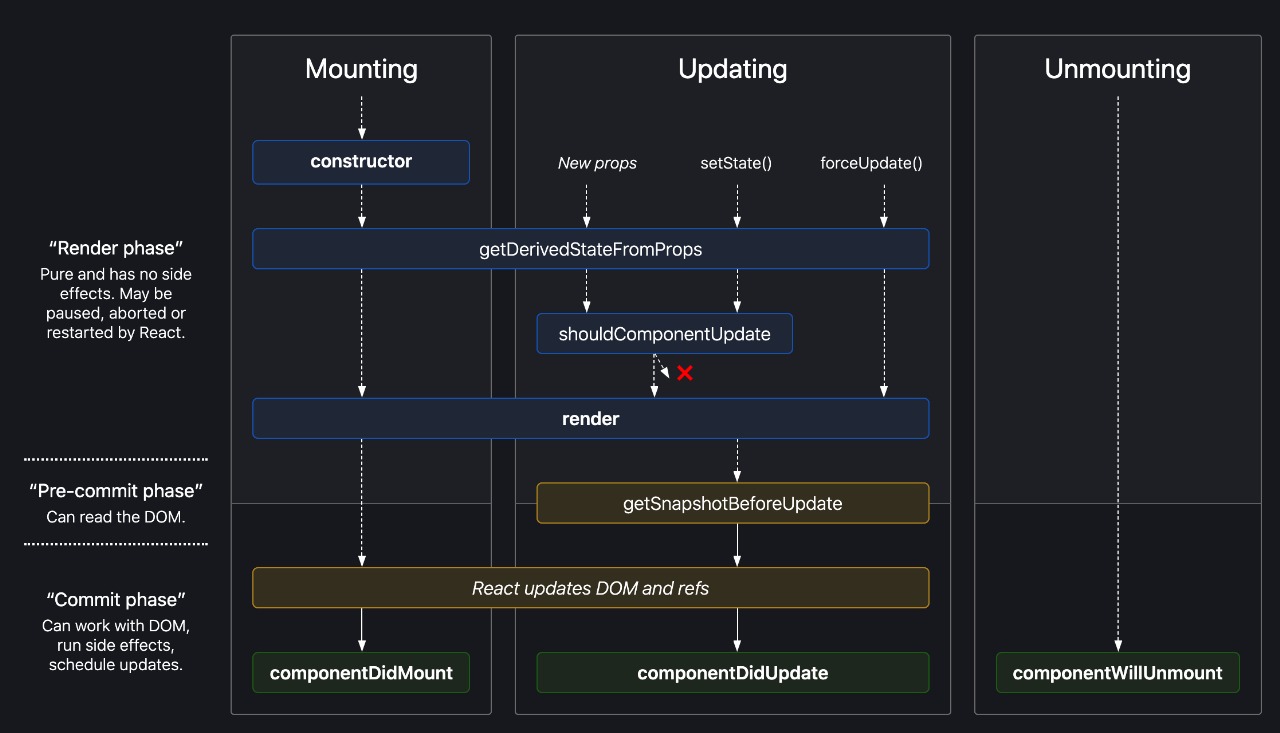 Mounting
Updating
Unmounting
constructor
New props
setState()
forceUpdate()
“Render phase”
Pure and has no side
effects. May be
paused, aborted or
restarted by React.
getDerivedStateFromProps
shouldComponentUpdate
render
“Pre-commit phase”
Can read the DOM.
getSnapshotBeforeUpdate
“Commit phase”
Can work with DOM,
run side effects,
schedule updates.
React updates DOM and refs
componentDidMount
componentDidUpdate
componentWillUnmount